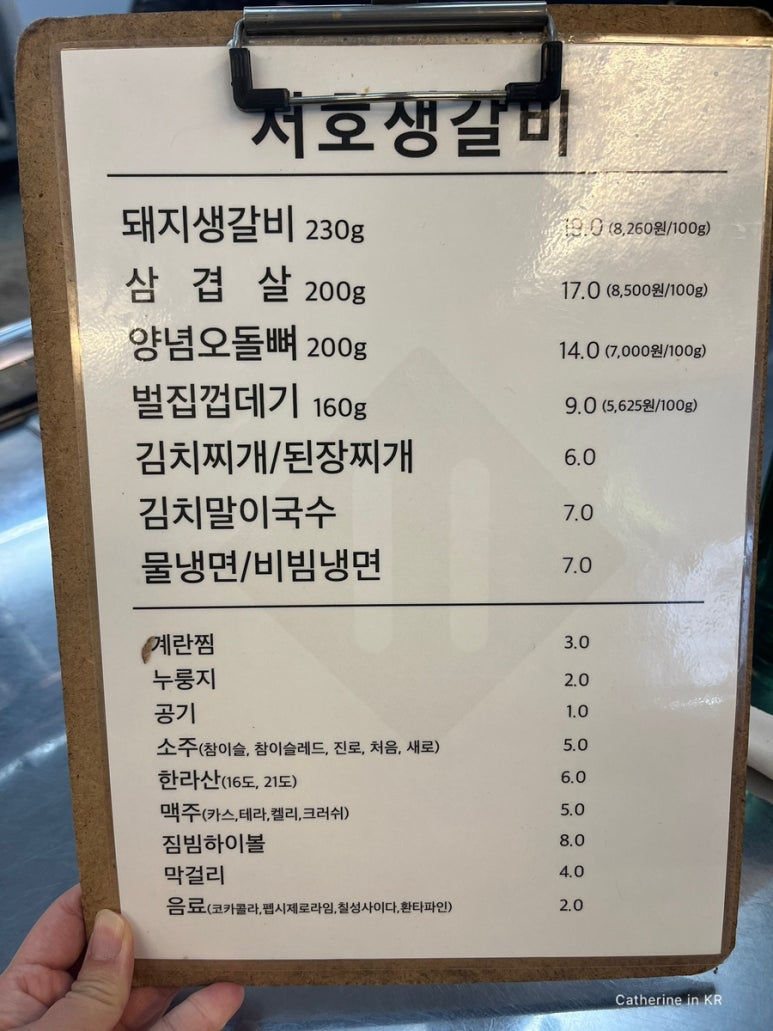 서호생갈비
돼지생갈비 230g 19.0 (8,260원/100g)
삼 겹 살 200g 17.0 (8,500원/100g)
양념오돌뼈 200g 14.0 (7,000원/100g)
벌집껍데기 160g 9.0 (5,625원/100g)
김치찌개/된장찌개 6.0
김치말이국수 7.0
물냉면/비빔냉면 7.0
계란찜 3.0
누룽지 2.0
공기 1.0
소주(참이슬, 참이슬레드, 진로, 처음, 새로) 5.0
한라산(16도, 21도) 6.0
맥주(카스,테라,켈리,크러쉬) 5.0
짐빔하이볼 8.0
막걸리 4.0
음료(코카콜라,펩시제로라임,칠성사이다,환타파인) 2.0
Catherine in KR